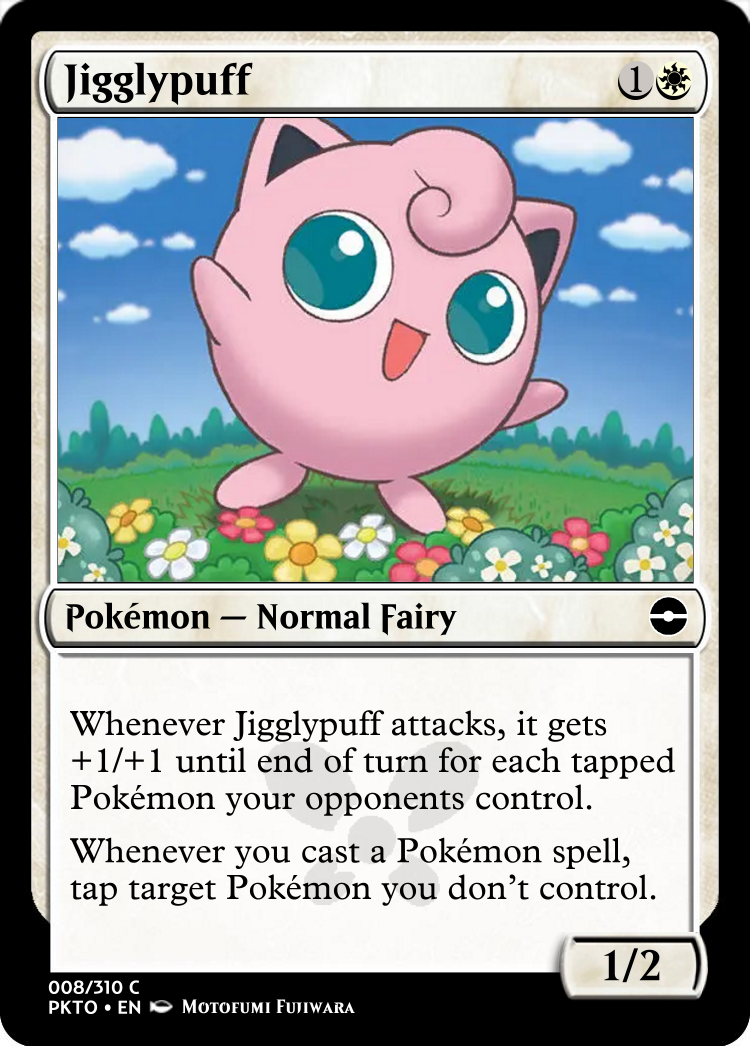 Jigglypuff 1
Pokémon — Normal Fairy
Whenever Jigglypuff attacks, it gets
+1/+1 until end of turn for each tapped
Pokémon your opponents control.
Whenever you cast a Pokémon spell,
tap target Pokémon you don't control.
1/2
008/310 C
PKTO • EN Motofumi Fujiwara